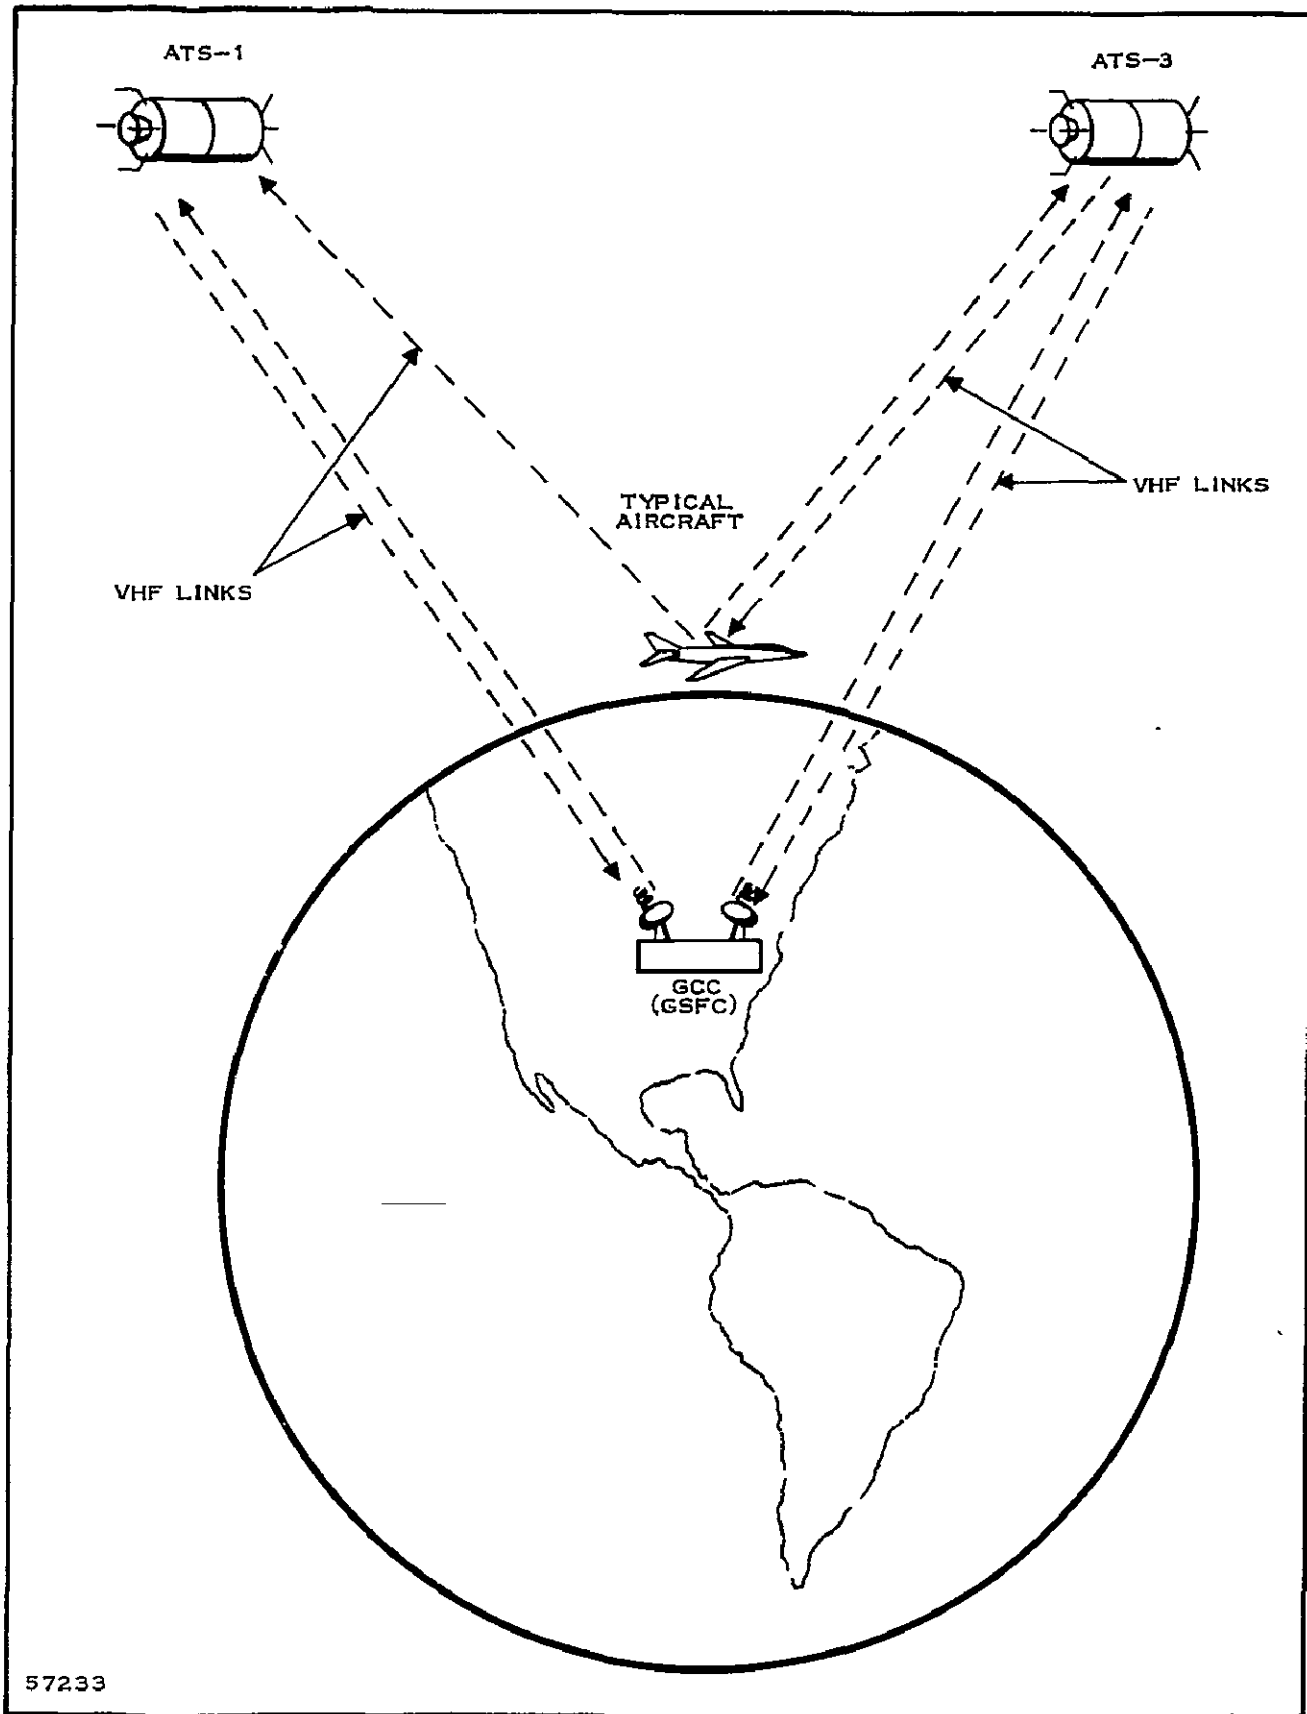 ATS-1
ATS-3
TYPICAL
AIRCRAFT
VHF LINKS
VHF LINKS
GCC
(GSFC)
57233